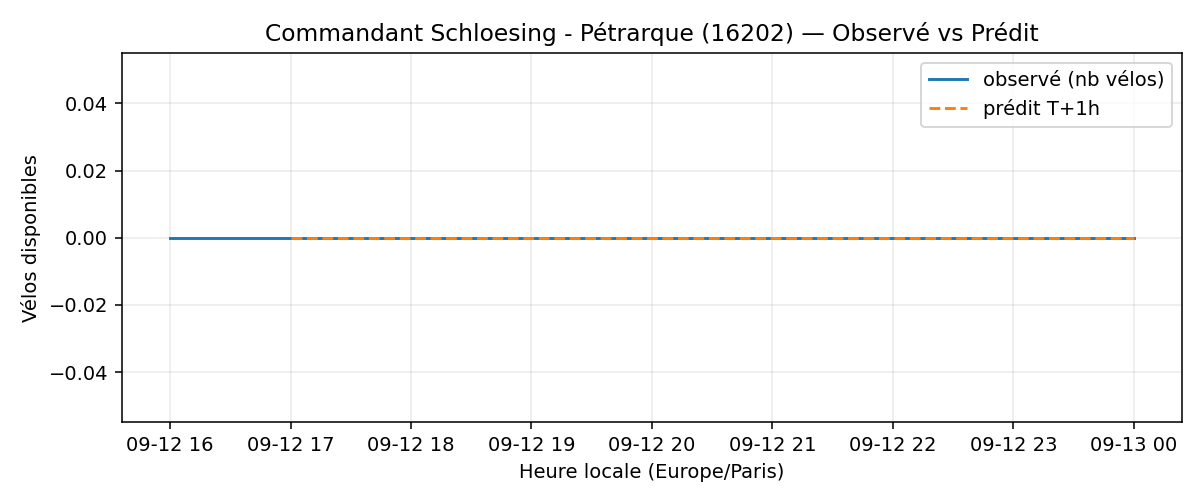 Commandant Schloesing - Pétrarque (16202) — Observé vs Prédit
observé (nb vélos)
prédit T+1h
Vélos disponibles
0.04
0.02
0.00
−0.02
−0.04
09-12 16 09-12 17 09-12 18 09-12 19 09-12 20 09-12 21 09-12 22 09-12 23 09-13 00
Heure locale (Europe/Paris)